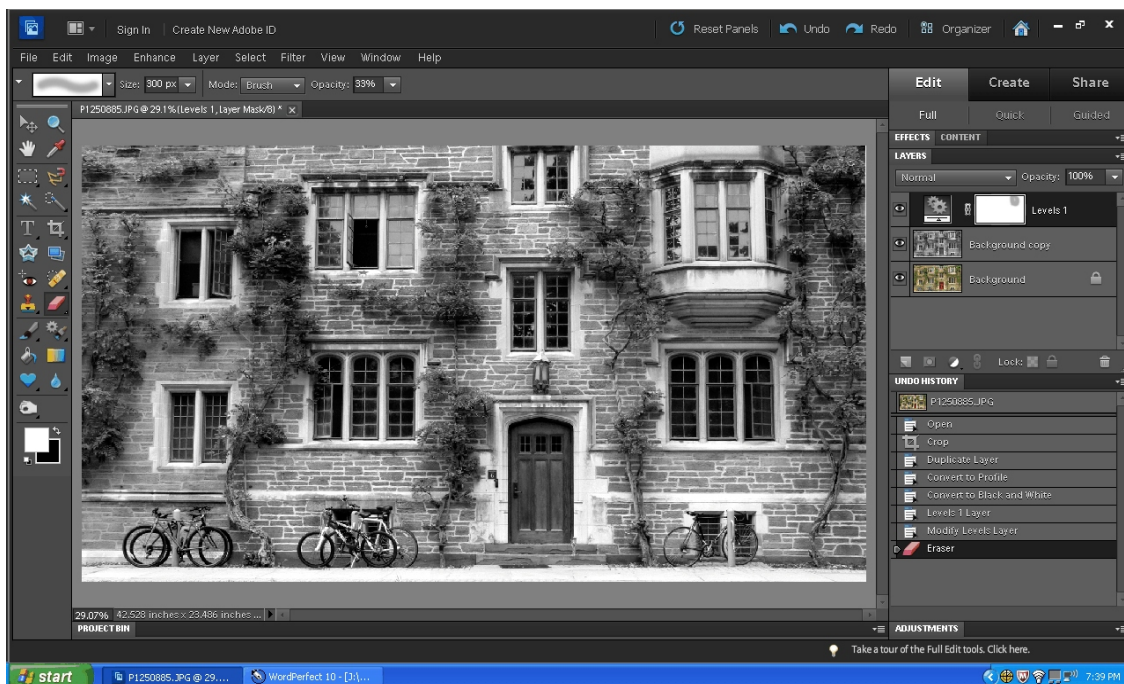 Sign In Create New Adobe ID Reset Panels Undo Redo Organizer
File Edit Image Enhance Layer Select Filter View Window Help
Size: 300 px Mode: Brush Opacity: 33%
Edit Create Share
P1250885.JPG @ 29.1% (Levels 1, Layer Mask/8) * x
Full Quick Guided
EFFECTS CONTENT
LAYERS
Normal Opacity: 100%
Levels 1
Background copy
Background
Lock:
UNDO HISTORY
P1250885.JPG
Open
Crop
Duplicate Layer
Convert to Profile
Convert to Black and White
Levels 1 Layer
Modify Levels Layer
Eraser
29.07% 42.528 inches x 23.486 inches ...
PROJECT BIN ADJUSTMENTS
Take a tour of the Full Edit tools. Click here.
start P1250885.JPG @ 29.... WordPerfect 10 - [J:\... 7:39 PM